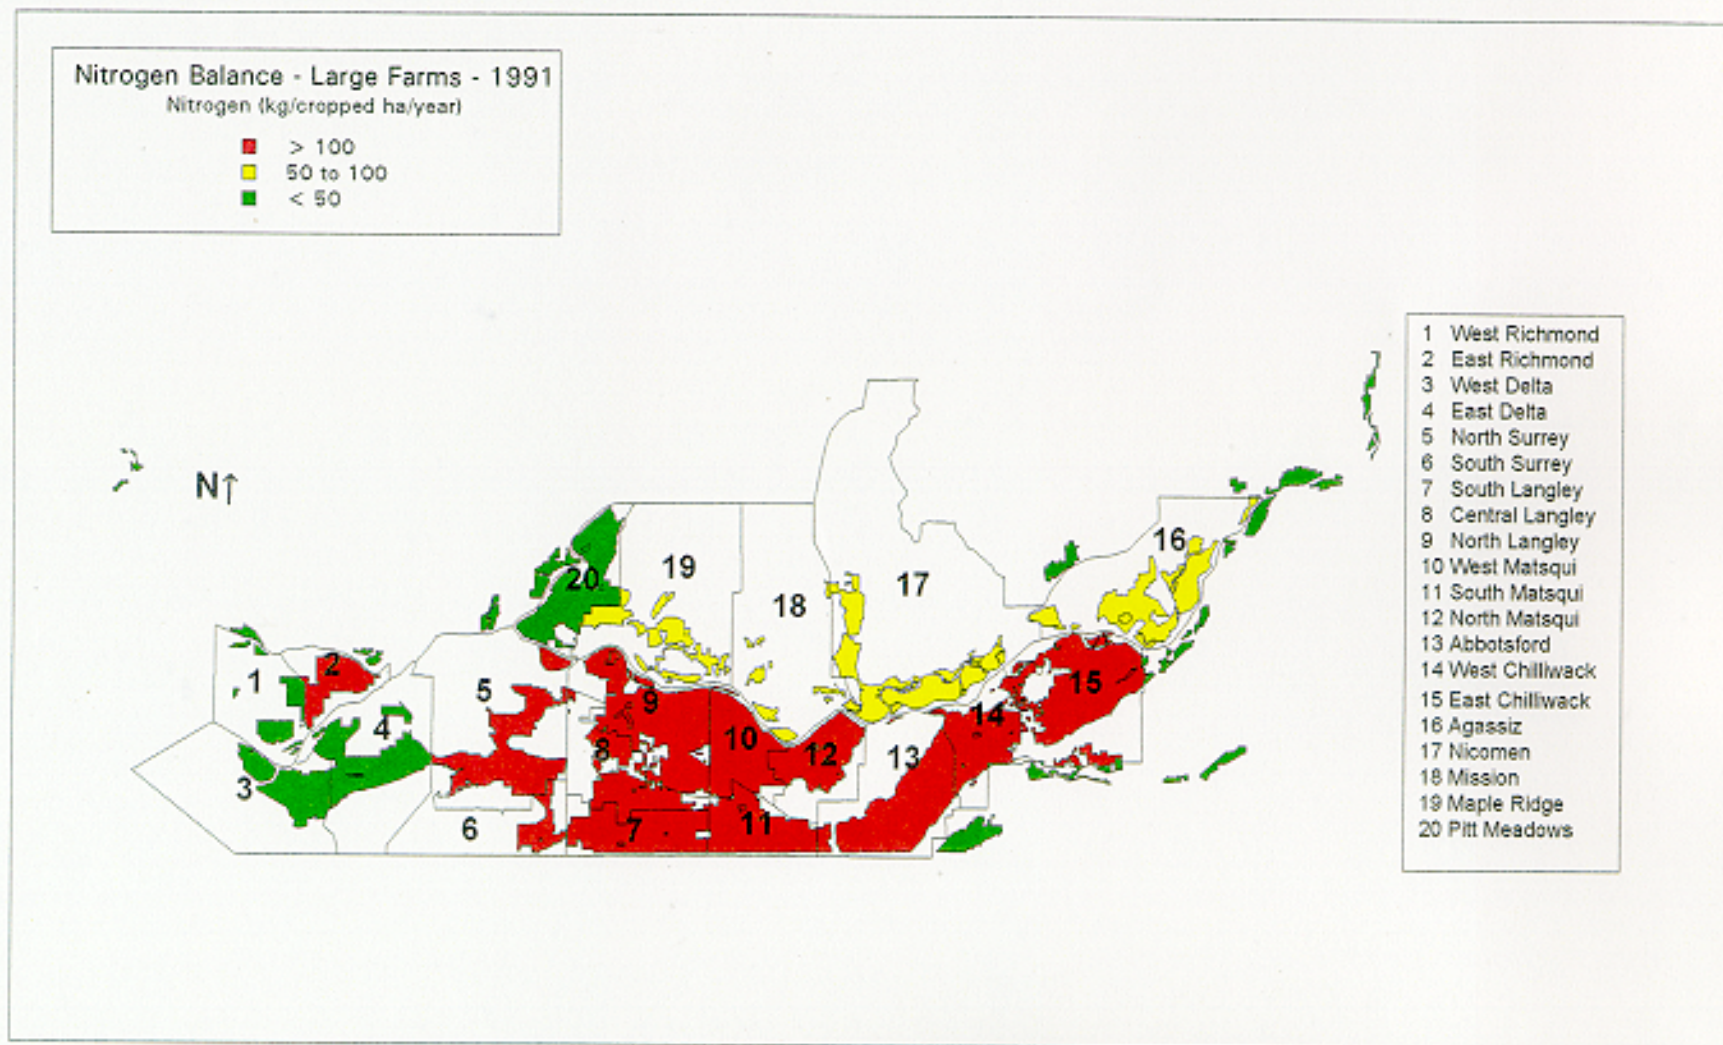 Nitrogen Balance - Large Farms - 1991
Nitrogen (kg/cropped ha/year)
> 100
50 to 100
< 50
N↑
1 West Richmond
2 East Richmond
3 West Delta
4 East Delta
5 North Surrey
6 South Surrey
7 South Langley
8 Central Langley
9 North Langley
10 West Matsqui
11 South Matsqui
12 North Matsqui
13 Abbotsford
14 West Chilliwack
15 East Chilliwack
16 Agassiz
17 Nicomen
18 Mission
19 Maple Ridge
20 Pitt Meadows
16
20
19
17
18
2
1
15
5
9
14
4
10
8
12
13
3
6
7
11